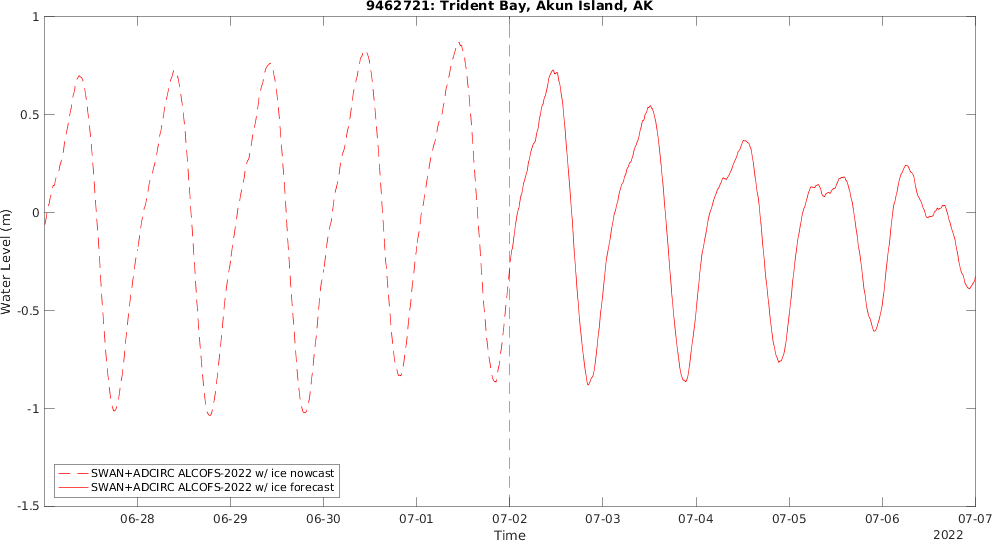 9462721: Trident Bay, Akun Island, AK
1
0.5
0
-0.5
-1
-1.5
Water Level (m)
SWAN+ADCIRC ALCOFS-2022 w/ ice nowcast
SWAN+ADCIRC ALCOFS-2022 w/ ice forecast
06-28 06-29 06-30 07-01 07-02 07-03 07-04 07-05 07-06 07-07
Time
2022